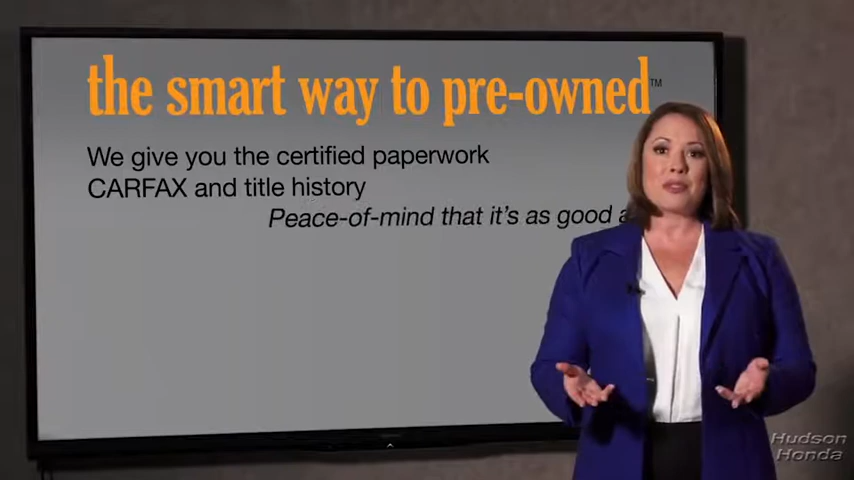 the smart way to pre-owned™
We give you the certified paperwork
CARFAX and title history
Peace-of-mind that it's as good
Hudson
Honda